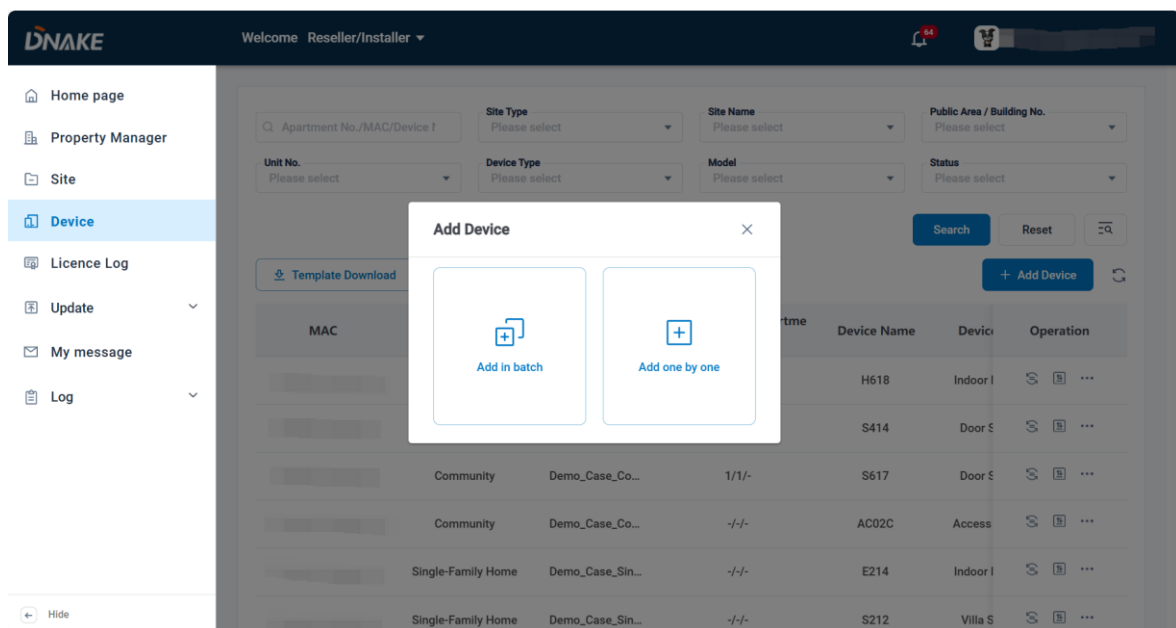 DNAKE
Welcome Reseller/Installer
64
Home page
Property Manager
Site
Device
Licence Log
Update
My message
Log
Hide
Apartment No./MAC/Device
Site Type
Please select
Site Name
Please select
Public Area / Building No.
Please select
Unit No.
Please select
Device Type
Please select
Model
Please select
Status
Please select
Search
Reset
Template Download
+ Add Device
Add Device
Add in batch
Add one by one
MAC
rtme
Device Name
Devic
Operation
H618
Indoor
S414
Door S
Community Demo_Case_Co... 1/1/- S617 Door S
Community Demo_Case_Co... -/-/- AC02C Access
Single-Family Home Demo_Case_Sin... -/-/- E214 Indoor
Single-Family Home Demo_Case_Sin... -/-/- S212 Villa S